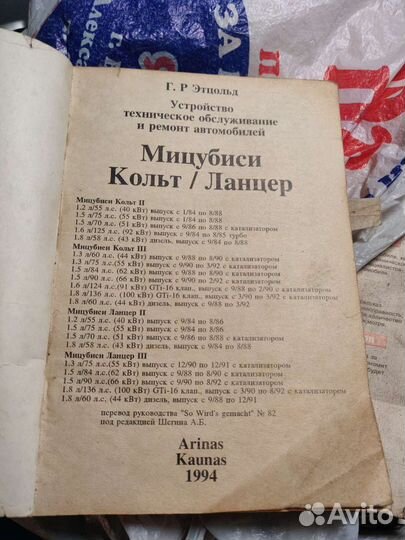 ЗА
Г. Р Этцольд
Устройство
техническое обслуживание
и ремонт автомобилей
Мицубиси
Кольт / Ланцер
Мицубиси Кольт II
1.2 л/55 л.с. (40 кВт) выпуск с 1/84 по 8/88
1.5 л/75 л.с. (55 кВт) выпуск с 1/84 по 8/88
1.5 л/70 л.с. (51 кВт) выпуск с 9/86 по 8/88 с катализатором
1.6 л/125 л.с. (92 кВт) выпуск с 9/84 по 8/85 турбо
1.8 л/58 л.с. (43 кВт) дизель, выпуск с 9/84 по 8/88
Мицубиси Кольт III
1.3 л/60 л.с. (44 кВт) выпуск с 9/88 по 8/90 с катализатором
1.3 л/75 л.с. (55 кВт) выпуск с 9/90 по 3/92 с катализатором
1.5 л/84 л.с. (62 кВт) выпуск с 9/88 по 8/90 с катализатором
1.5 л/90 л.с. (66 кВт) выпуск с 9/90 по 2/92 с катализатором
1.6 л/124 л.с.(91 кВт) GTi-16 клап., выпуск с 9/88 по 2/90 с катализатором
1.8 л/136 л.с. (100 кВт) GTi-16 клап., выпуск с 3/90 по 3/92 с катализатором
1.8 л/60 л.с. (44 кВт) дизель, выпуск с 9/88 по 3/92
Мицубиси Ланцер II
1.2 л/55 л.с. (40 кВт) выпуск с 9/84 по 8/86
1.5 л/75 л.с. (55 кВт) выпуск с 9/84 по 8/88
1.5 л/70 л.с. (51 кВт) выпуск с 9/86 по 8/88 с катализатором
1.8 л/58 л.с. (43 кВт) дизель, выпуск с 9/84 по 8/88
Мицубиси Ланцер III
1.3 л/75 л.с.(55 кВт) выпуск с 12/90 по 12/91 с катализатором
1.5 л/84 л.с.(62 кВт) выпуск с 9/88 по 8/90 с катализатором
1.5 л/90 л.с.(66 кВт) выпуск с 9/90 по 8/92 с катализатором
1.8 л/136 л.с. (100 кВт) GTi-16 клап., выпуск с 3/90 по 8/92 с катализатором
1.8 л/60 л.с. (44 кВт) дизель, выпуск с 9/88 по 12/91
перевод руководства "So Wird's gemacht" № 82
под редакцией Шегина А.Б.
Arinas
Kaunas
1994
Avito